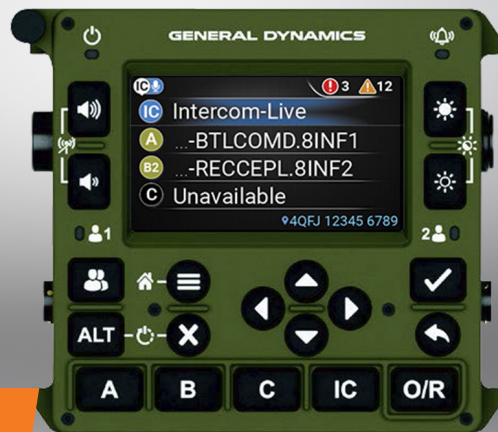 GENERAL DYNAMICS
IC 3 12
IC Intercom-Live
A ...-BTLCOMD.8INF1
B2 ...-RECCEPL.8INF2
C Unavailable
4QFJ 12345 6789
1 2
ALT
A B C IC O/R